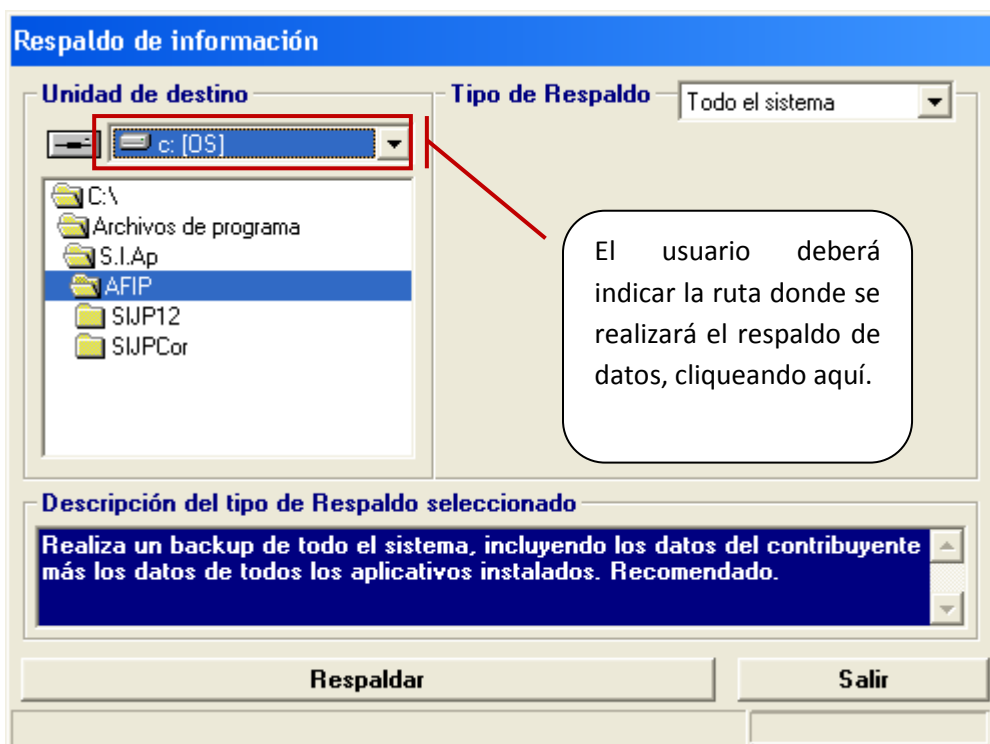 Respaldo de información
Unidad de destino
c: [OS]
C:\
Archivos de programa
S.I.Ap
AFIP
SIJP12
SIJPCor
Tipo de Respaldo
Todo el sistema
El usuario deberá
indicar la ruta donde se
realizará el respaldo de
datos, cliqueando aquí.
Descripción del tipo de Respaldo seleccionado
Realiza un backup de todo el sistema, incluyendo los datos del contribuyente
más los datos de todos los aplicativos instalados. Recomendado.
Respaldar
Salir